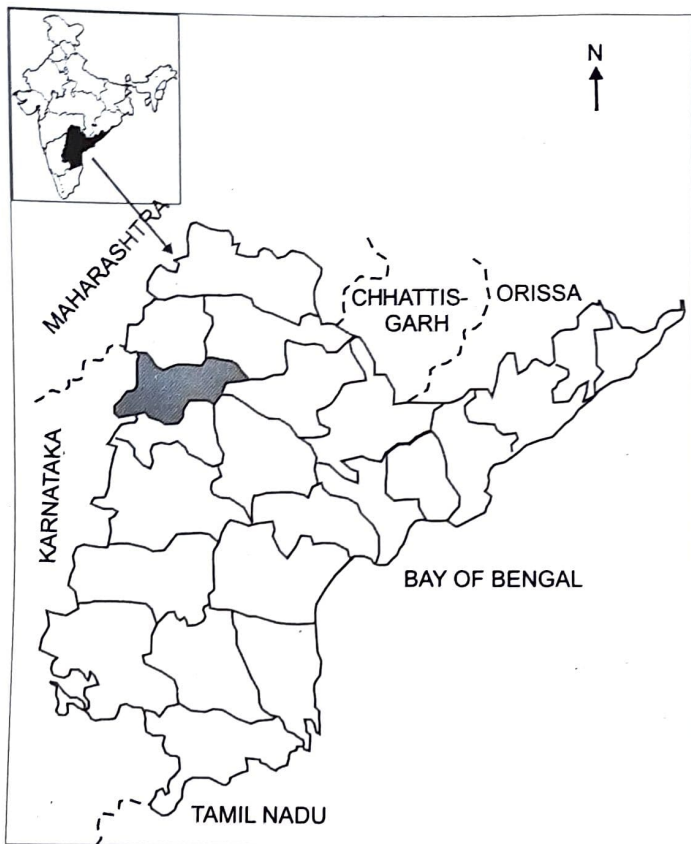 N
MAHARASHTRA
CHHATTIS-
GARH
ORISSA
KARNATAKA
BAY OF BENGAL
TAMIL NADU